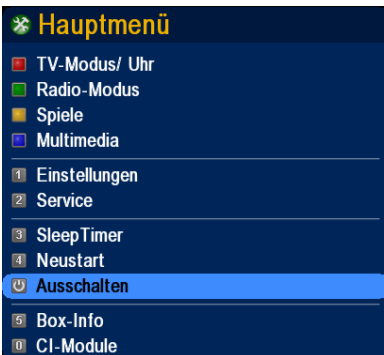 Hauptmenü
TV-Modus/ Uhr
Radio-Modus
Spiele
Multimedia
1 Einstellungen
2 Service
3 SleepTimer
4 Neustart
Ausschalten
5 Box-Info
0 CI-Module